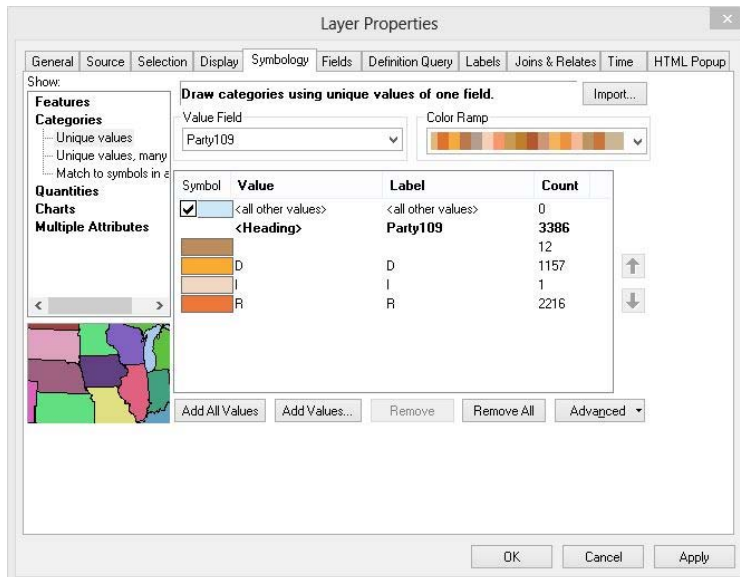 Layer Properties
General Source Selection Display Symbology Fields Definition Query Labels Joins & Relates Time HTML Popup
Show:
Features
Categories
Unique values
Unique values, many
Match to symbols in a
Quantities
Charts
Multiple Attributes
Draw categories using unique values of one field.
Import...
Value Field
Party109
Color Ramp
Symbol Value Label Count
<all other values> <all other values> 0
<Heading> Party109 3386
12
D D 1157
I I 1
R R 2216
Add All Values Add Values... Remove Remove All Advanced
OK Cancel Apply